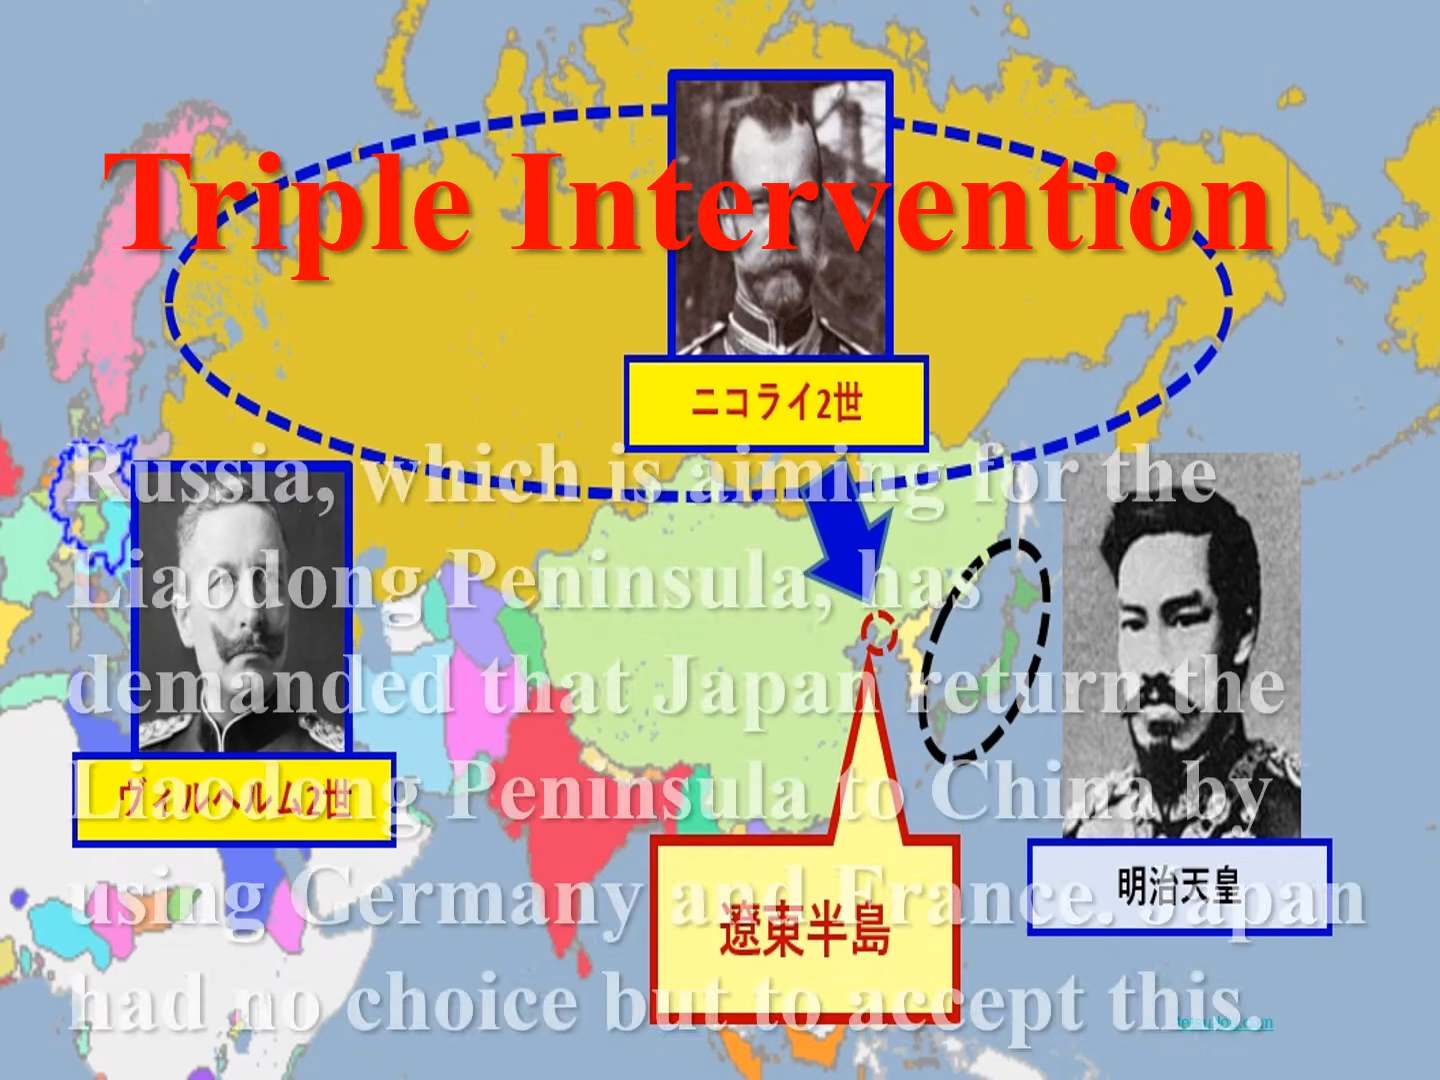 Triple Intervention
ニコライ2世
Russia, which is aiming for the
Liaodong Peninsula, has
demanded that Japan return the
Liaodong Peninsula to China by
using Germany and France. Japan
had no choice but to accept this.
ヴィルヘルム2世
明治天皇
遼東半島